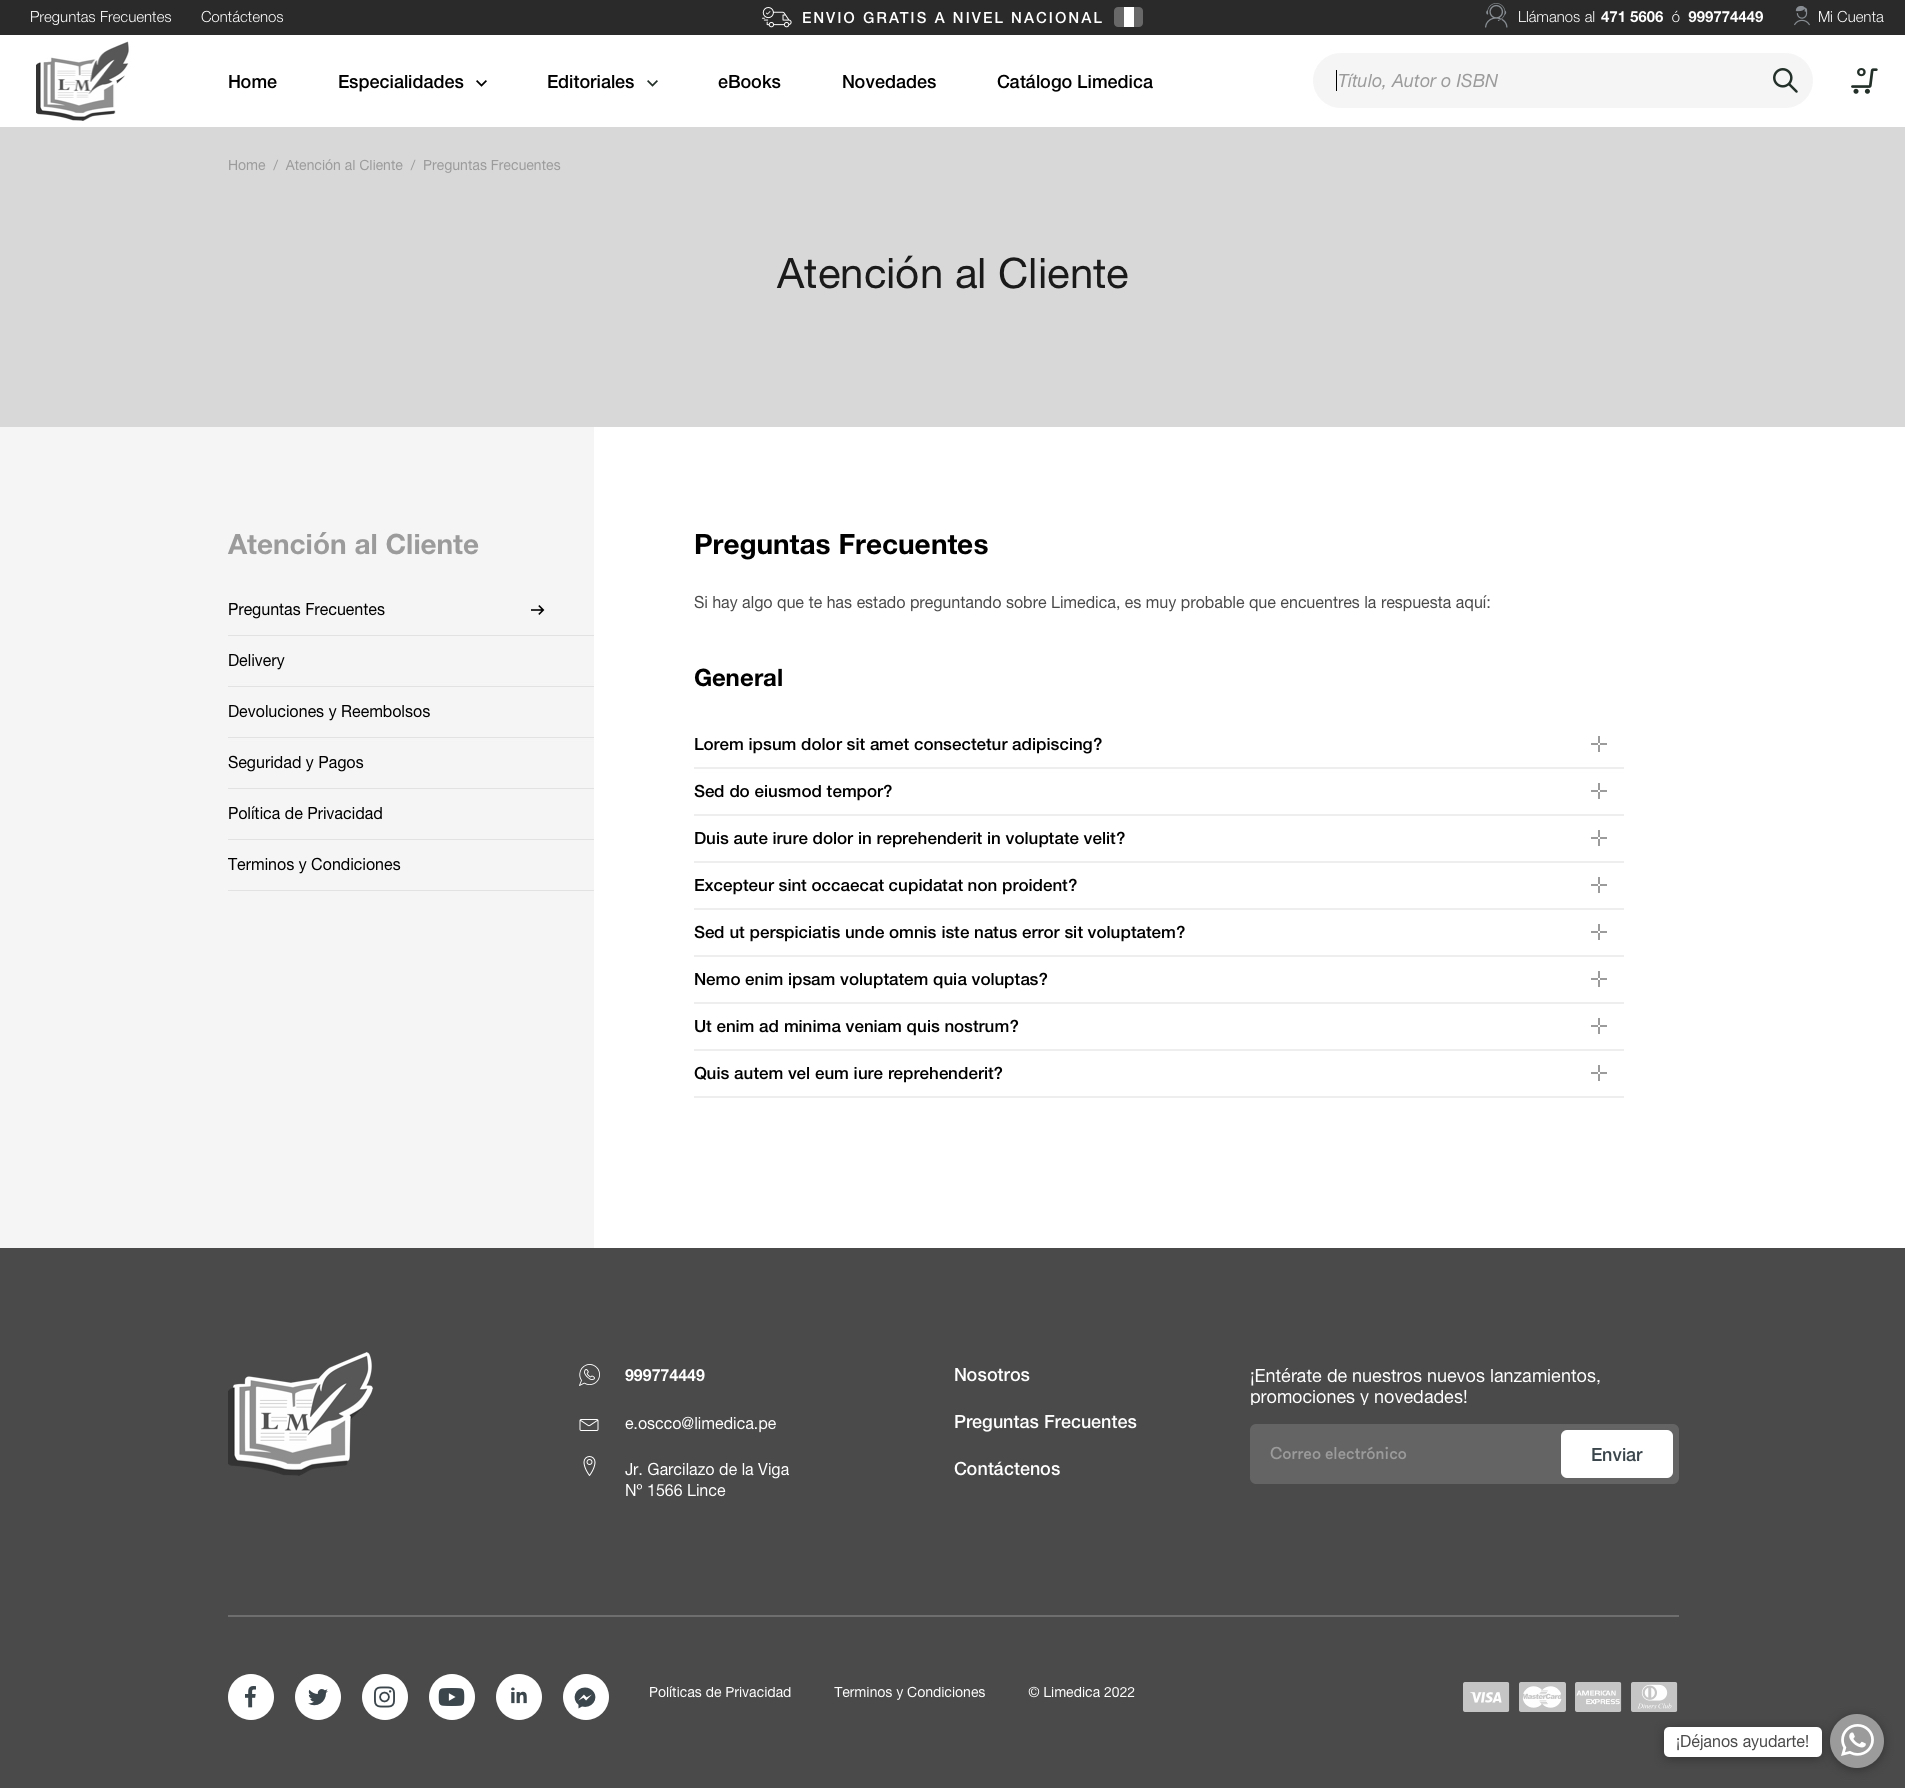 Preguntas Frecuentes
Contáctenos
ENVIO GRATIS A NIVEL NACIONAL
Llámanos al 471 5606 ó 999774449
Mi Cuenta
L M
Home
Especialidades
Editoriales
eBooks
Novedades
Catálogo Limedica
Título, Autor o ISBN
0
Home / Atención al Cliente / Preguntas Frecuentes
Atención al Cliente
Atención al Cliente
Preguntas Frecuentes
Delivery
Devoluciones y Reembolsos
Seguridad y Pagos
Política de Privacidad
Terminos y Condiciones
Preguntas Frecuentes
Si hay algo que te has estado preguntando sobre Limedica, es muy probable que encuentres la respuesta aquí:
General
Lorem ipsum dolor sit amet consectetur adipiscing?
Sed do eiusmod tempor?
Duis aute irure dolor in reprehenderit in voluptate velit?
Excepteur sint occaecat cupidatat non proident?
Sed ut perspiciatis unde omnis iste natus error sit voluptatem?
Nemo enim ipsam voluptatem quia voluptas?
Ut enim ad minima veniam quis nostrum?
Quis autem vel eum iure reprehenderit?
L M
999774449
e.oscco@limedica.pe
Jr. Garcilazo de la Viga
Nº 1566 Lince
Nosotros
Preguntas Frecuentes
Contáctenos
¡Entérate de nuestros nuevos lanzamientos,
promociones y novedades!
Correo electrónico
Enviar
Políticas de Privacidad
Terminos y Condiciones
© Limedica 2022
VISA
MasterCard
AMERICAN
EXPRESS
Diners Club
¡Déjanos ayudarte!